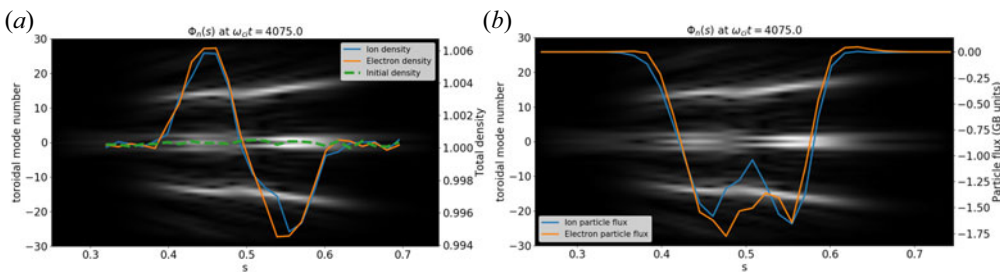 (a)
Φn(s) at ωcit = 4075.0
30
20
10
0
−10
−20
−30
toroidal mode number
0.3
0.4
0.5
0.6
0.7
s
1.006
1.004
1.002
1.000
0.998
0.996
0.994
Total density
Ion density
Electron density
Initial density
(b)
Φn(s) at ωcit = 4075.0
30
20
10
0
−10
−20
−30
toroidal mode number
0.3
0.4
0.5
0.6
0.7
s
0.00
−0.25
−0.50
−0.75
−1.00
−1.25
−1.50
−1.75
Particle flux (GB units)
Ion particle flux
Electron particle flux